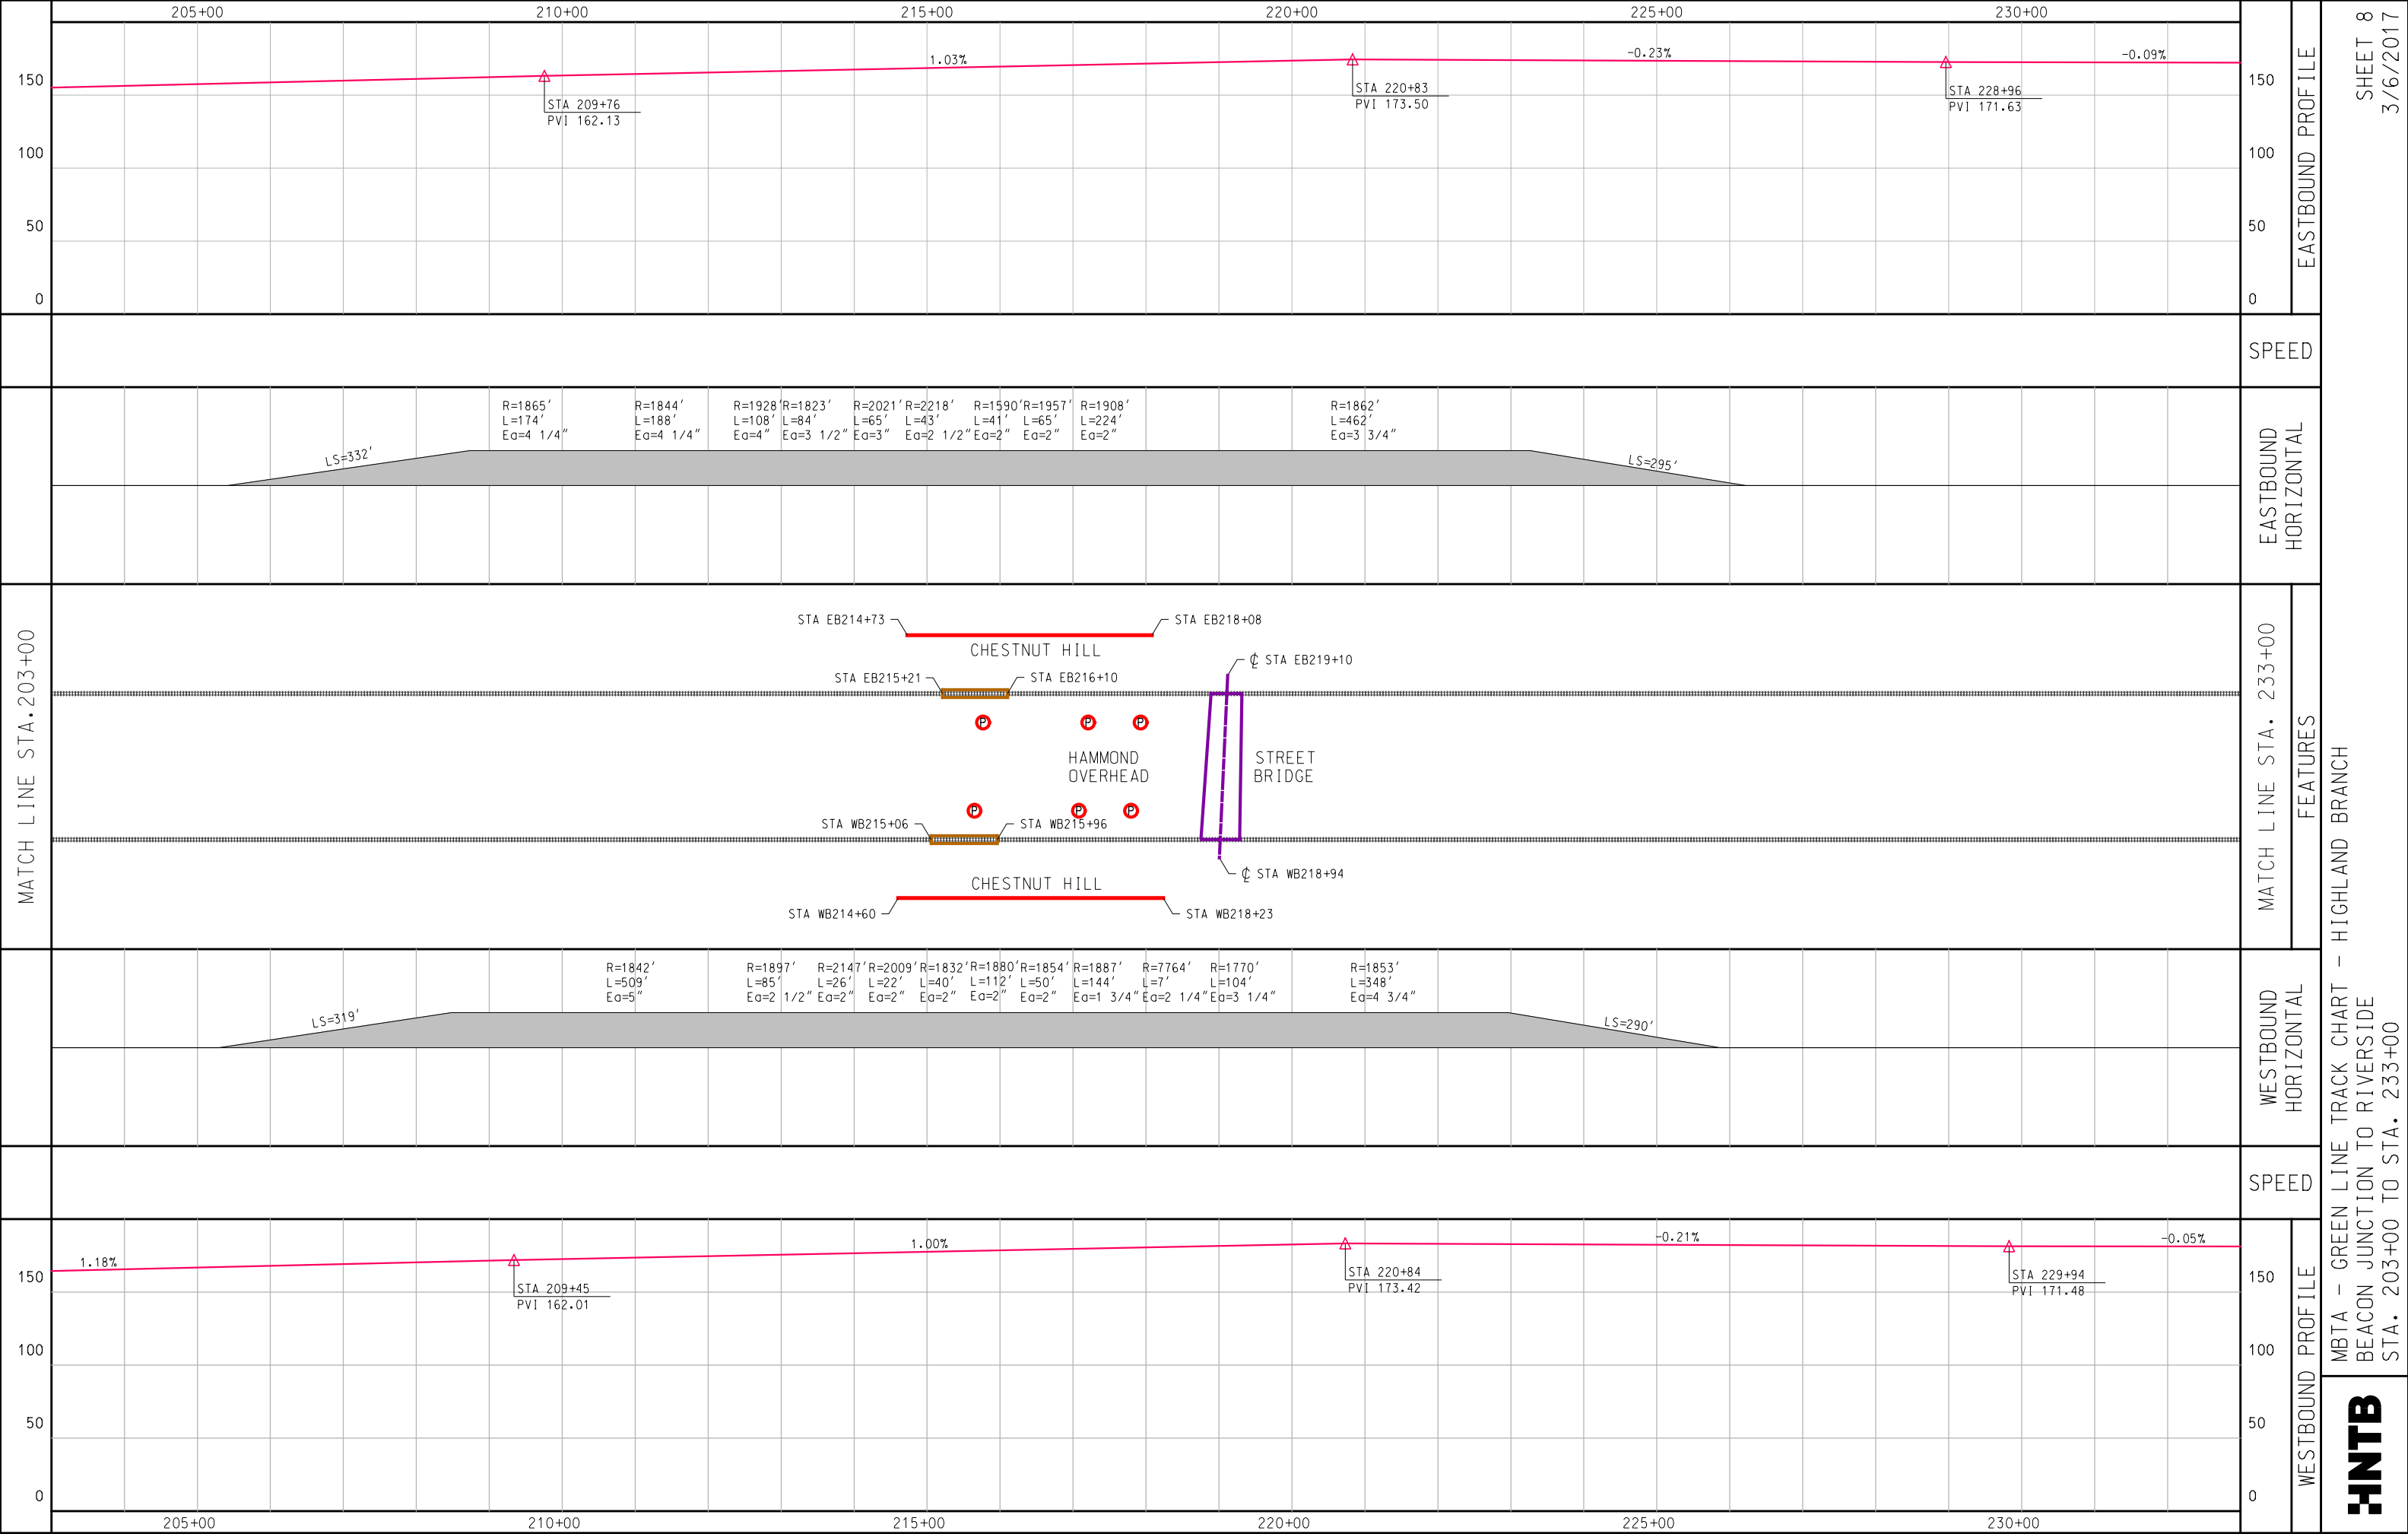 205+00 210+00 215+00 220+00 225+00 230+00
150
100
50
0
1.03%
-0.23%
-0.09%
STA 209+76
PVI 162.13
STA 220+83
PVI 173.50
STA 228+96
PVI 171.63
150
100
50
0
EASTBOUND PROFILE
SPEED
R=1865'
L=174'
Ea=4 1/4"
R=1844'
L=188'
Ea=4 1/4"
R=1928'
L=108'
Ea=4"
R=1823'
L=84'
Ea=3 1/2"
R=2021'
L=65'
Ea=3"
R=2218'
L=43'
Ea=2 1/2"
R=1590'
L=41'
Ea=2"
R=1957'
L=65'
Ea=2"
R=1908'
L=224'
Ea=2"
R=1862'
L=462'
Ea=3 3/4"
LS=332'
LS=295'
EASTBOUND
HORIZONTAL
MATCH LINE STA.203+00
STA EB214+73
STA EB218+08
CHESTNUT HILL
STA EB215+21
STA EB216+10
℄ STA EB219+10
P P P
HAMMOND STREET
OVERHEAD BRIDGE
P P P
STA WB215+06
STA WB215+96
℄ STA WB218+94
CHESTNUT HILL
STA WB214+60
STA WB218+23
MATCH LINE STA. 233+00
FEATURES
R=1842'
L=509'
Ea=5"
R=1897'
L=85'
Ea=2 1/2"
R=2147'
L=26'
Ea=2"
R=2009'
L=22'
Ea=2"
R=1832'
L=40'
Ea=2"
R=1880'
L=112'
Ea=2"
R=1854'
L=50'
Ea=2"
R=1887'
L=144'
Ea=1 3/4"
R=7764'
L=7'
Ea=2 1/4"
R=1770'
L=104'
Ea=3 1/4"
R=1853'
L=348'
Ea=4 3/4"
LS=319'
LS=290'
WESTBOUND
HORIZONTAL
SPEED
1.18%
1.00%
-0.21%
-0.05%
150
100
50
0
STA 209+45
PVI 162.01
STA 220+84
PVI 173.42
STA 229+94
PVI 171.48
150
100
50
0
WESTBOUND PROFILE
205+00 210+00 215+00 220+00 225+00 230+00
SHEET 8
3/6/2017
MBTA - GREEN LINE TRACK CHART - HIGHLAND BRANCH
BEACON JUNCTION TO RIVERSIDE
STA. 203+00 TO STA. 233+00
HNTB